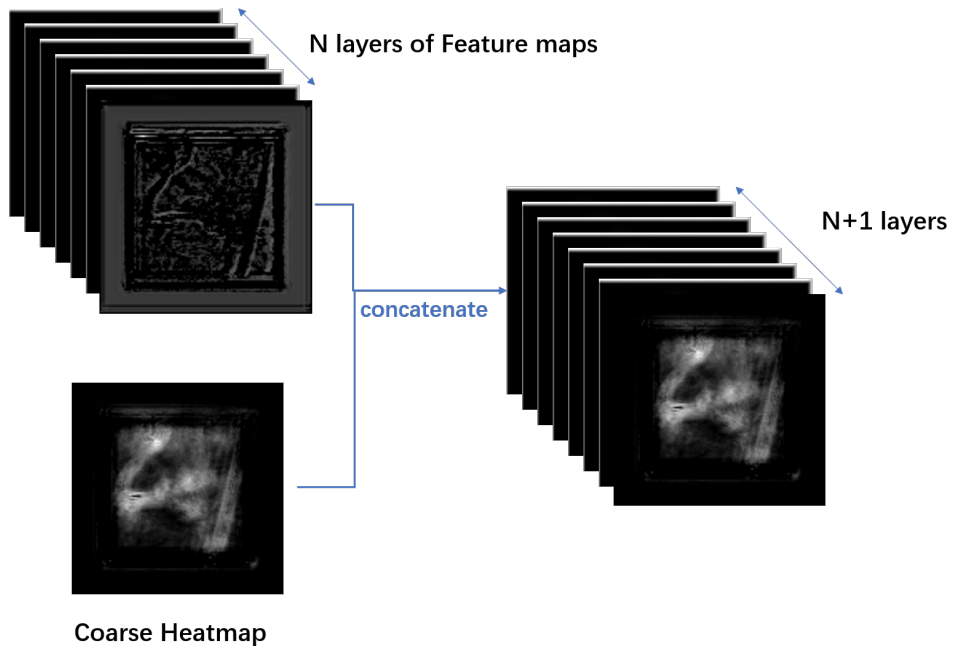 N layers of Feature maps
N+1 layers
concatenate
Coarse Heatmap